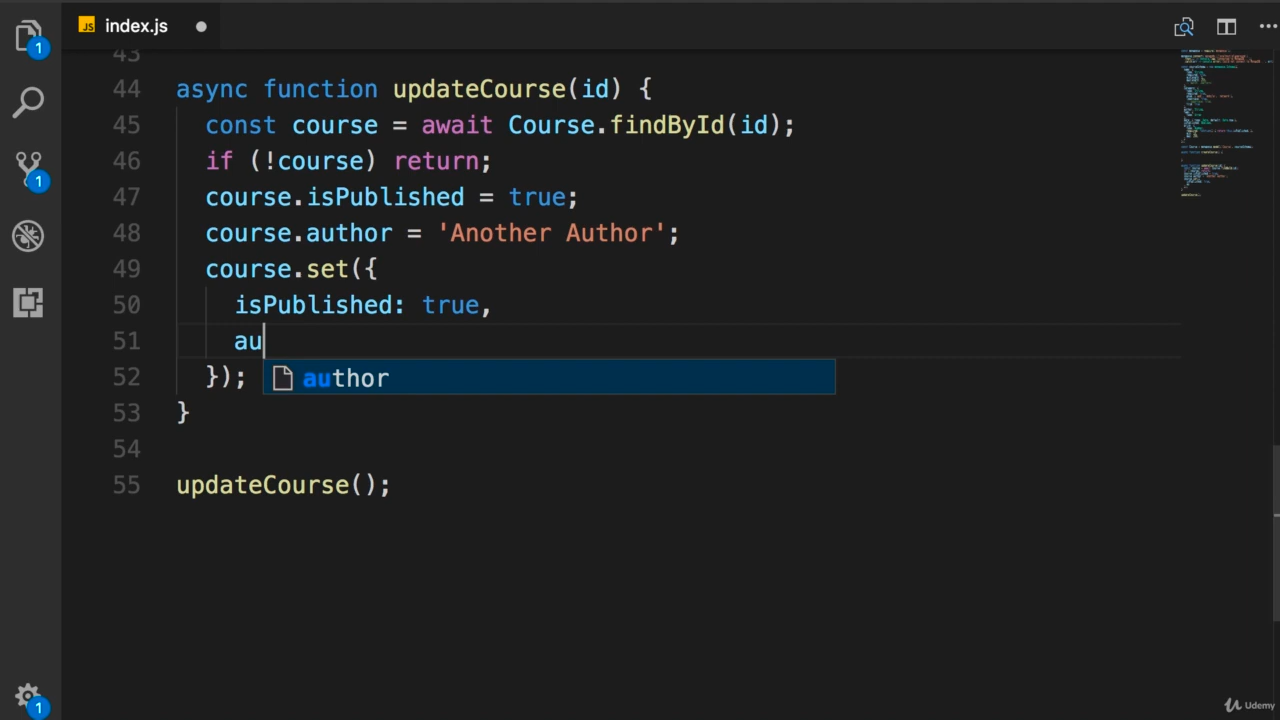 JS index.js
1
43
44 async function updateCourse(id) {
45 const course = await Course.findById(id);
46 if (!course) return;
47 course.isPublished = true;
48 course.author = 'Another Author';
49 course.set({
50 isPublished: true,
51 au
52 });
author
53 }
1
54
55 updateCourse();
1
Udemy